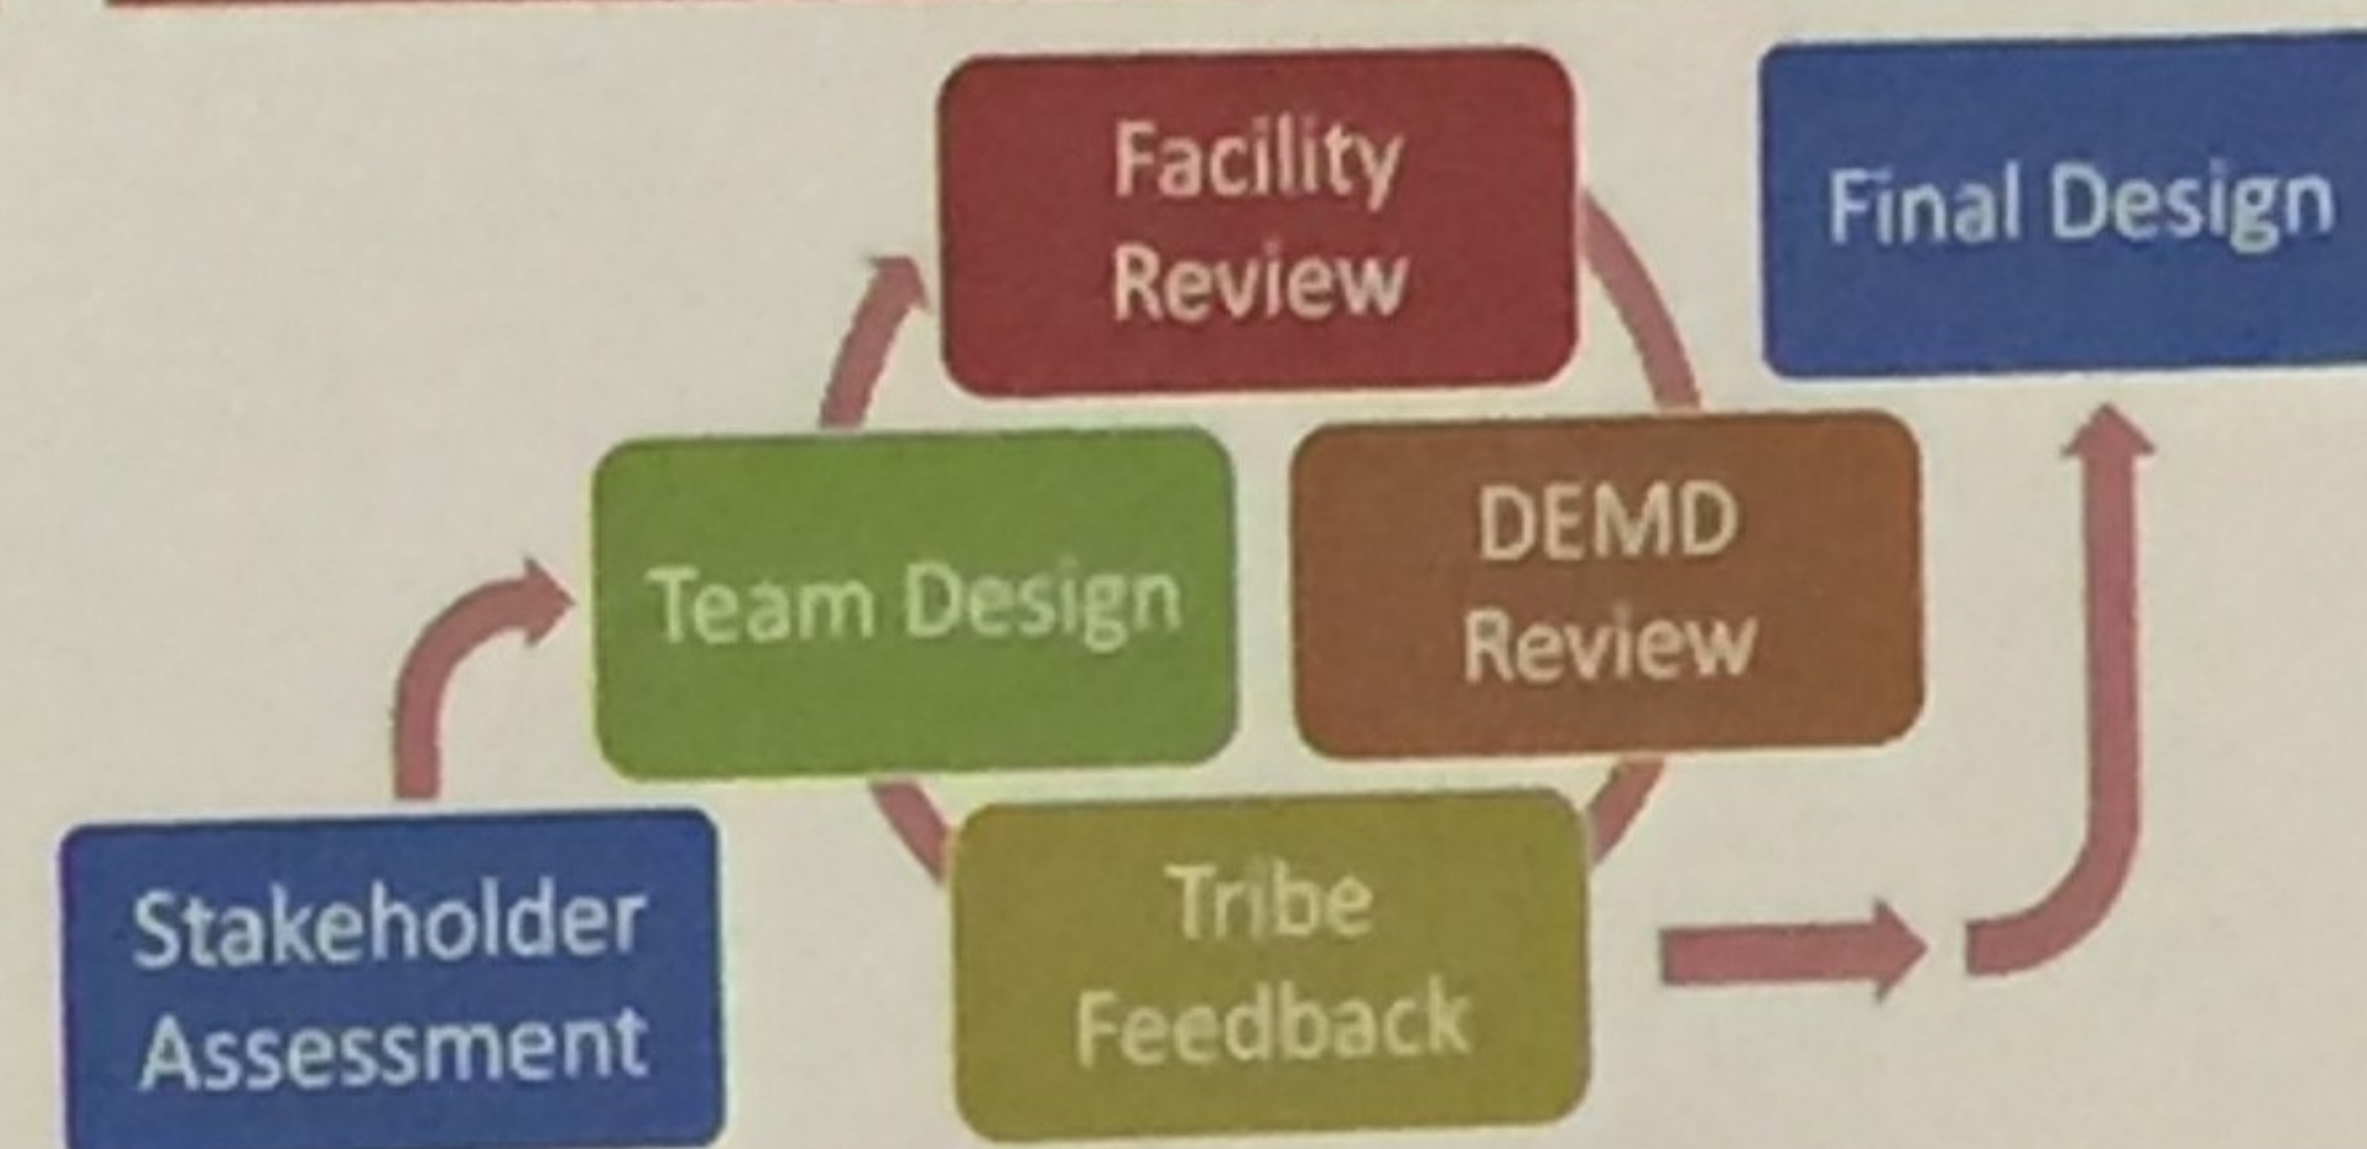 Facility
Review
Final Design
Team Design
DEMD
Review
Stakeholder
Assessment
Tribe
Feedback